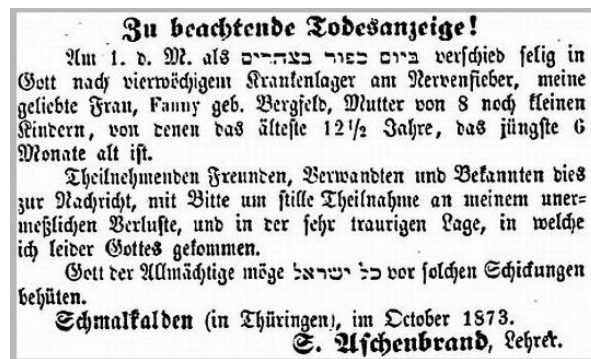 Zu beachtende Todesanzeige!
Am 1. d. M. als ביום כפור בצהרים verschied selig in
Gott nach vierwöchigem Krankenlager am Nervenfieber, meine
geliebte Frau, Fanny geb. Bergfeld, Mutter von 8 noch kleinen
Kindern, von denen das älteste 12½ Jahre, das jüngste 6
Monate alt ist.
Theilnehmenden Freunden, Verwandten und Bekannten dies
zur Nachricht, mit Bitte um stille Theilnahme an meinem uner=
meßlichen Verluste, und in der sehr traurigen Lage, in welche
ich leider Gottes gekommen.
Gott der Allmächtige möge כל ישראל vor solchen Schickungen
behüten.
Schmalkalden (in Thüringen), im October 1873.
S. Aschenbrand, Lehrer.